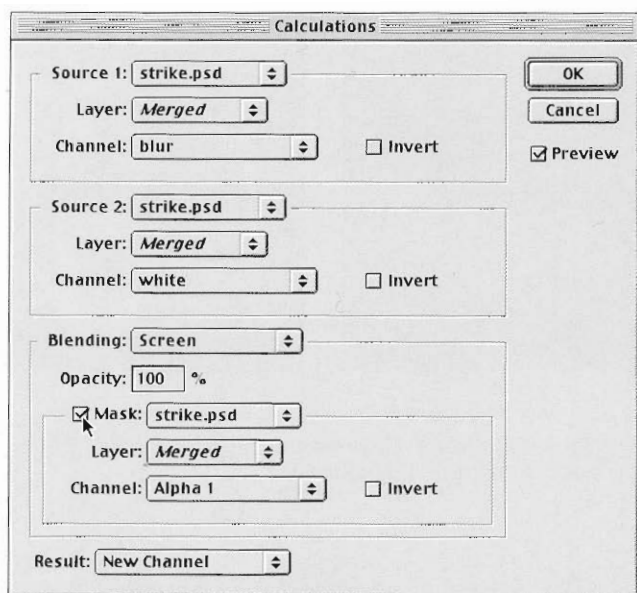 Calculations
Source 1: strike.psd
OK
Layer: Merged
Cancel
Channel: blur
Invert
Preview
Source 2: strike.psd
Layer: Merged
Channel: white
Invert
Blending: Screen
Opacity: 100 %
Mask: strike.psd
Layer: Merged
Channel: Alpha 1
Invert
Result: New Channel